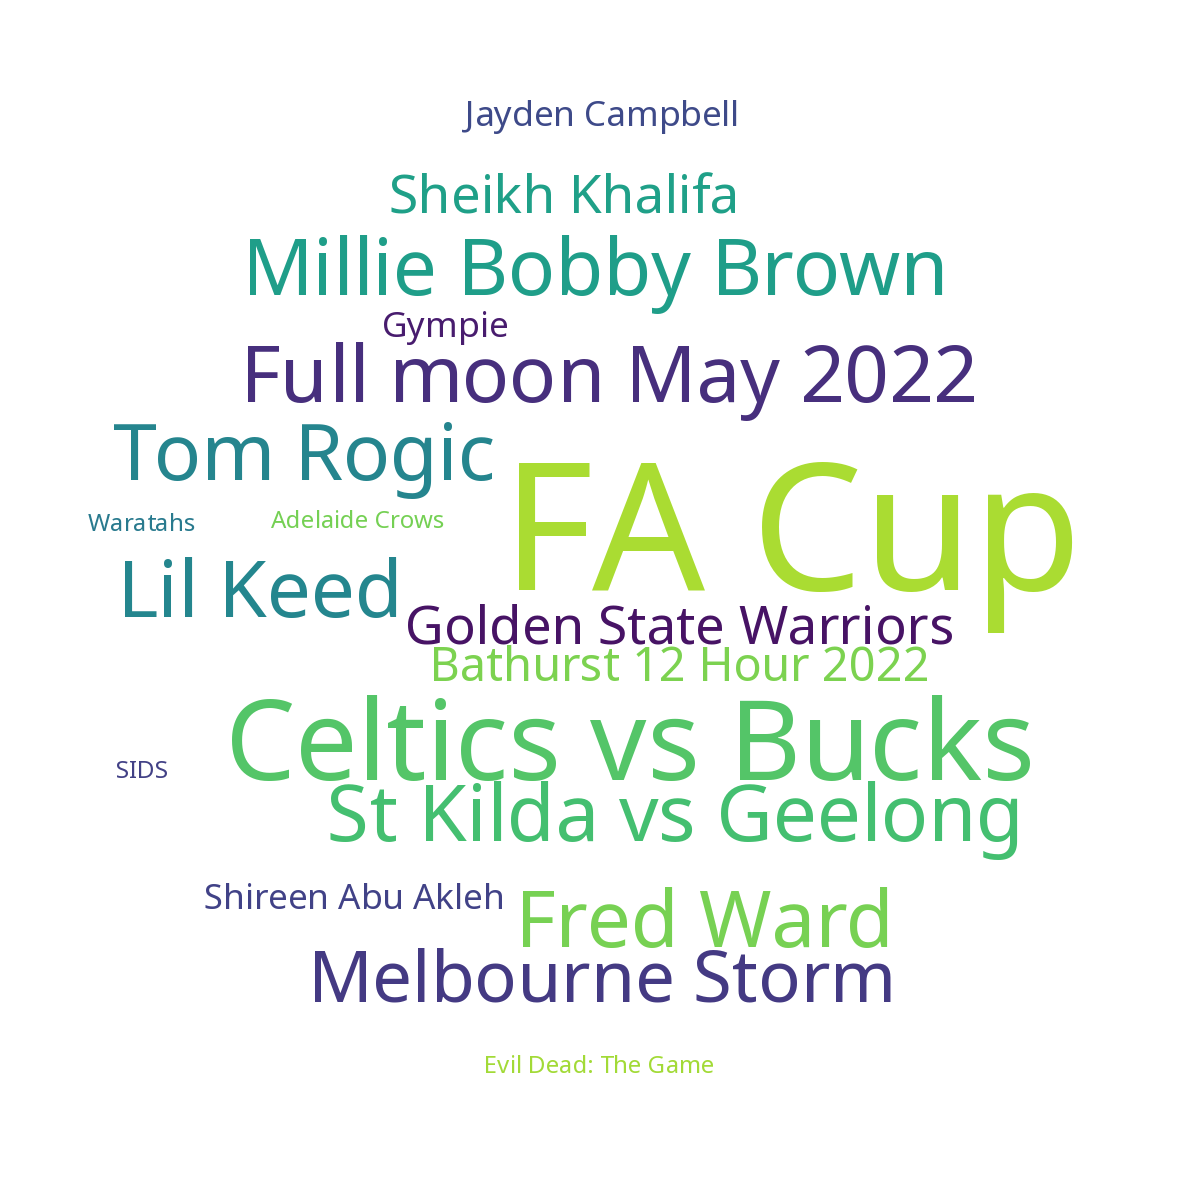 Jayden Campbell
Sheikh Khalifa
Millie Bobby Brown
Gympie
Full moon May 2022
Tom Rogic
FA Cup
Waratahs
Adelaide Crows
Lil Keed
Golden State Warriors
Bathurst 12 Hour 2022
Celtics vs Bucks
SIDS
St Kilda vs Geelong
Shireen Abu Akleh
Fred Ward
Melbourne Storm
Evil Dead: The Game